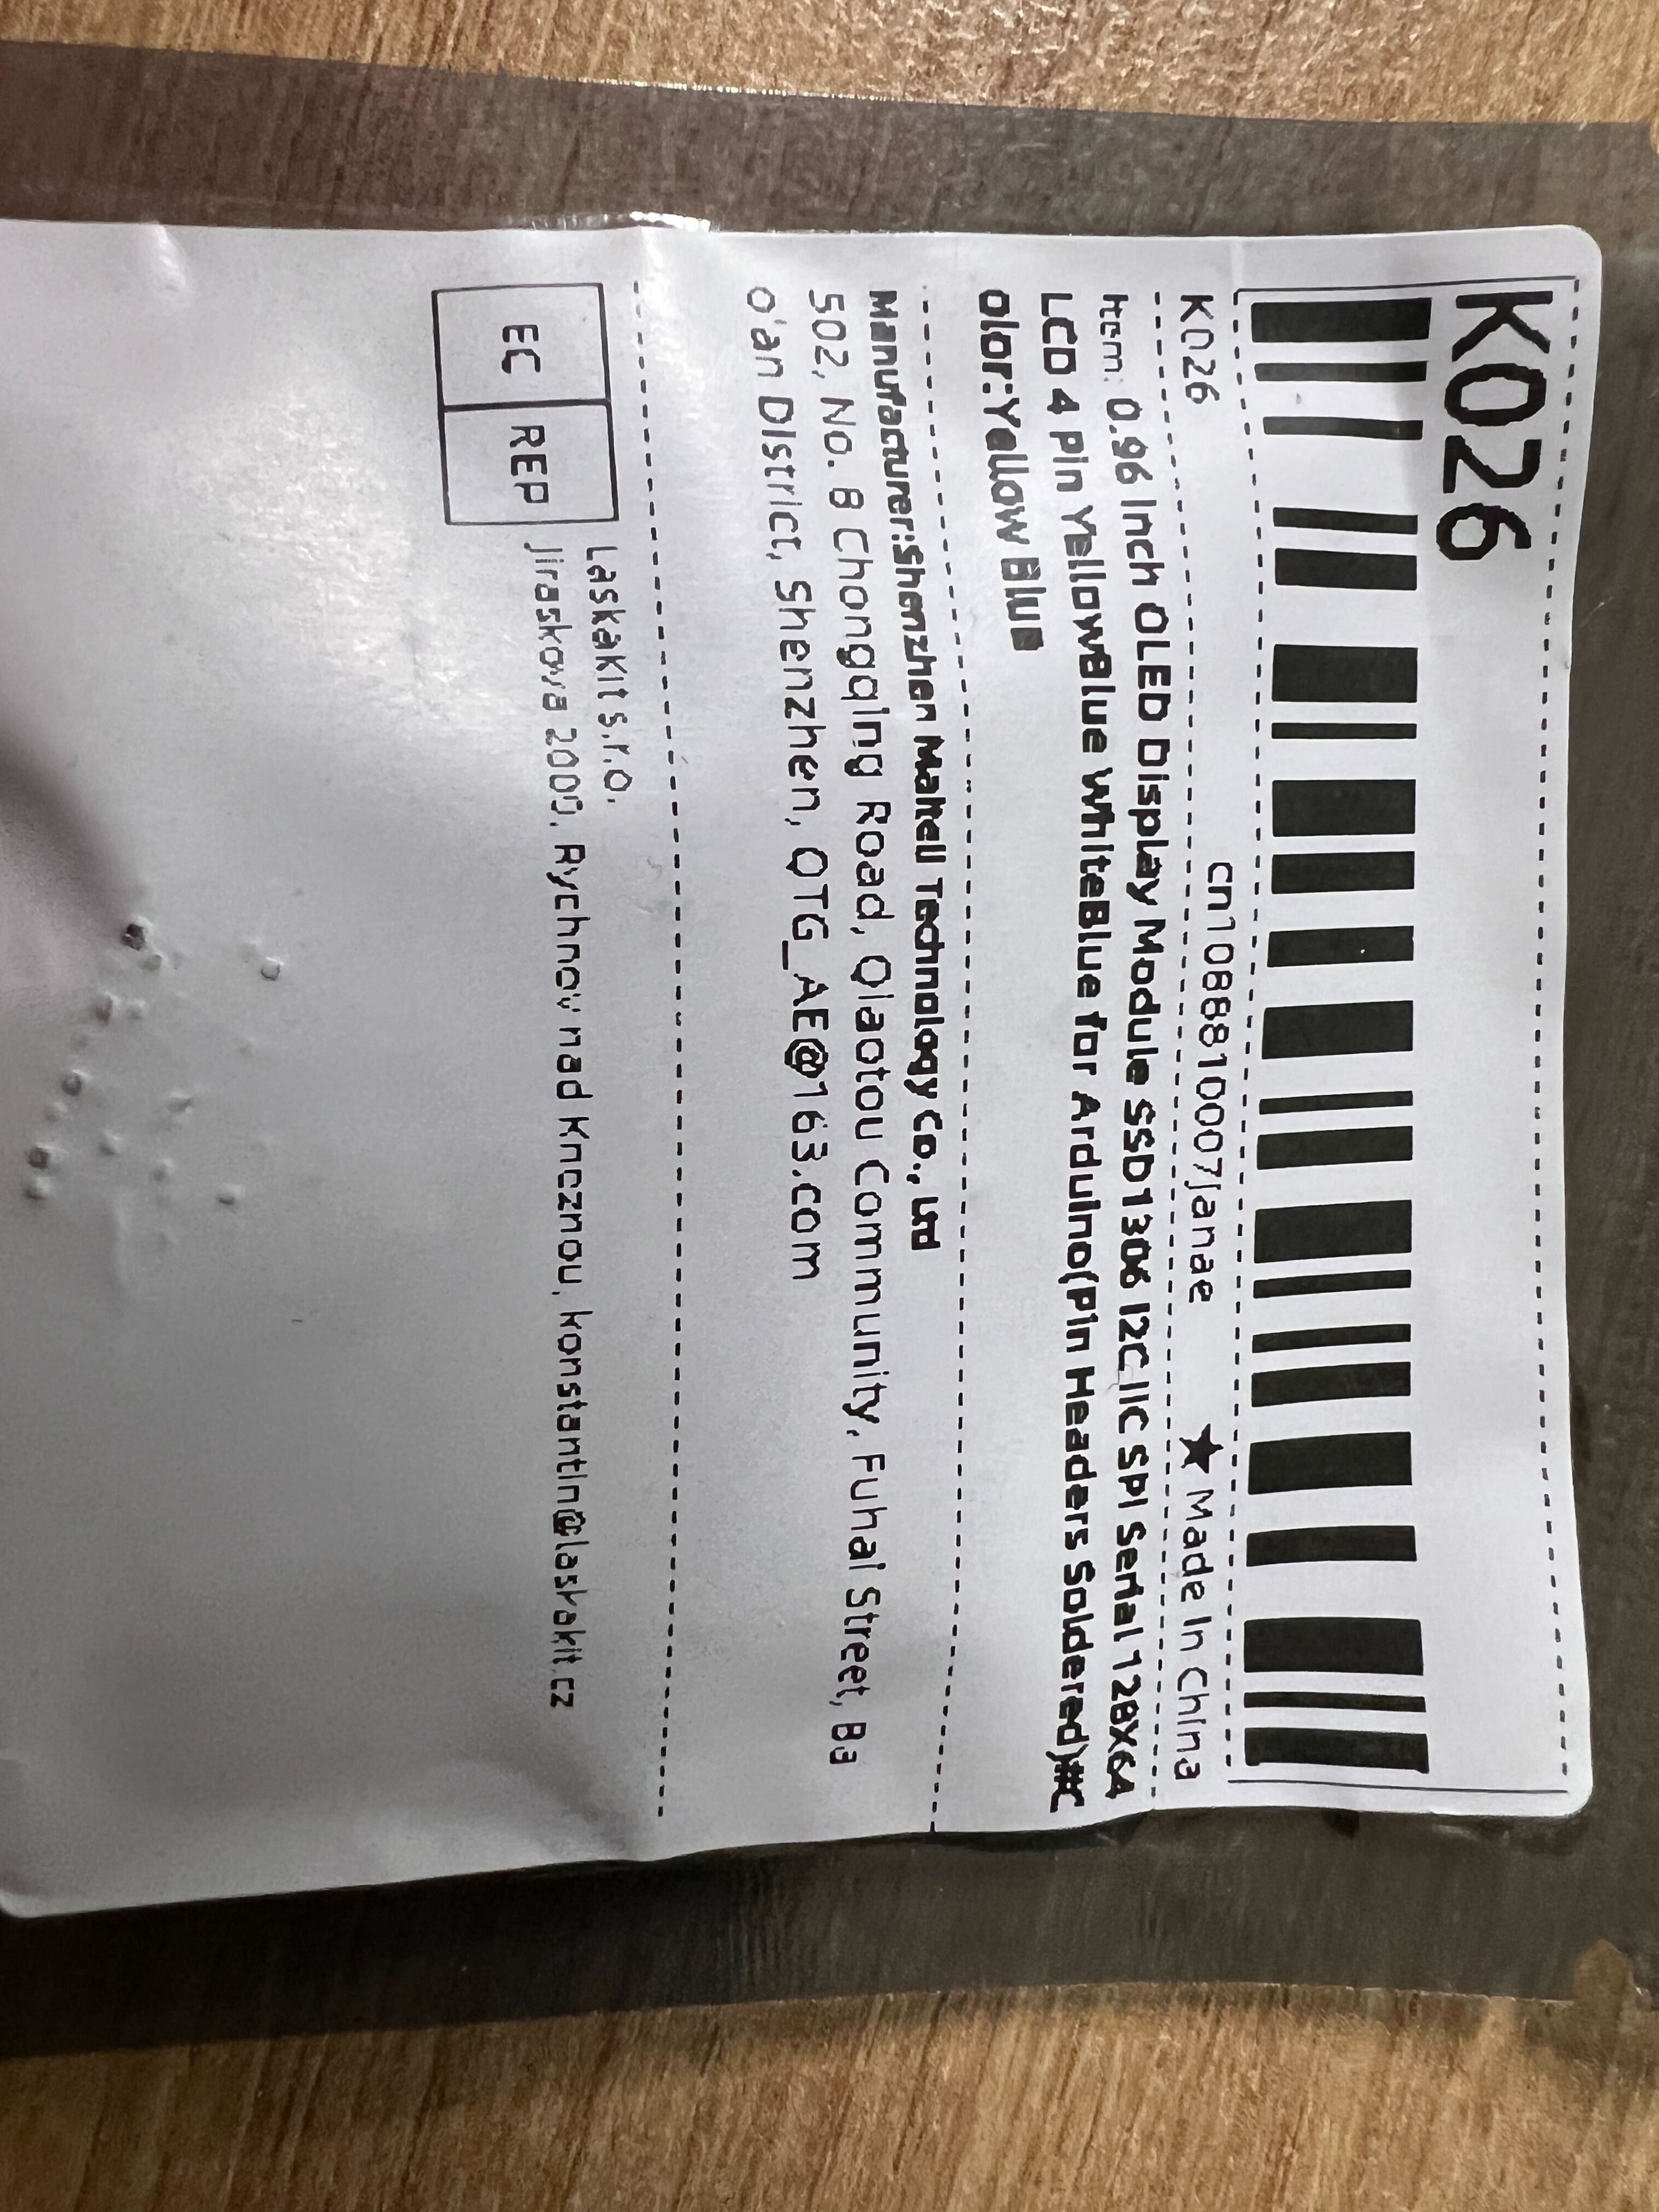 K026
cn1088810007janae
K026
★ Made In China
Item: 0.96 Inch OLED Display Module SSD1306 I2C IIC SPI Serial 128X64
LCD 4 Pin YellowBlue WhiteBlue for Arduino(Pin Headers Soldered)#C
olor:Yellow Blue
Manufacturer:Shenzhen Technology Co., Ltd
502, No. 8 Chongqing Road, Qiaotou Community, Fuhai Street, Ba
o'an District, Shenzhen, QTG_AE@163.com
EC REP
LaskaKit s.r.o.
Jiraskova, Rychnov nad Kneznou, konstantin@laskakit.cz